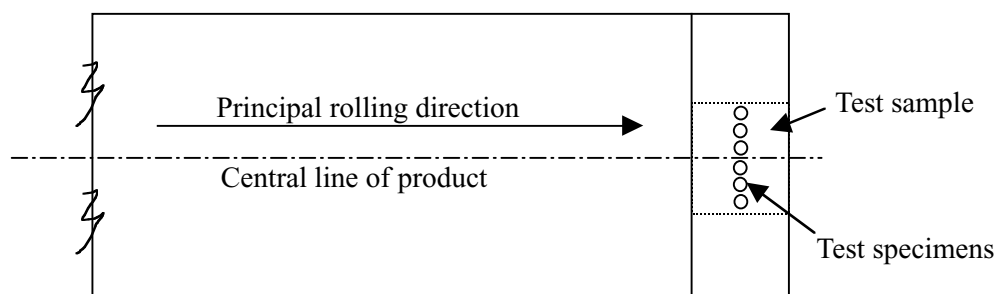 Principal rolling direction
Test sample
Central line of product
Test specimens